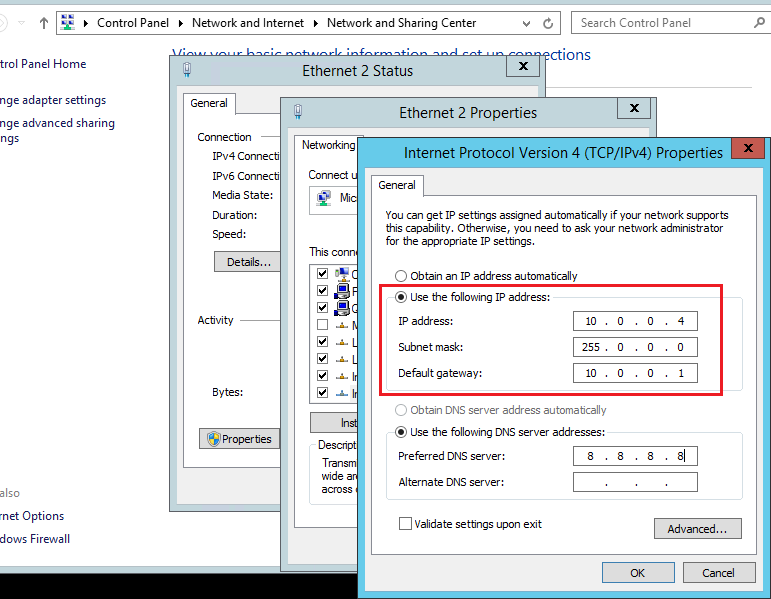 Control Panel Network and Internet Network and Sharing Center Search Control Panel
View your basic network information and set up connections
trol Panel Home
nge adapter settings
nge advanced sharing
ngs
Ethernet 2 Status X
General
Connection
IPv4 Connecti
IPv6 Connecti
Media State:
Duration:
Speed:
Details...
Activity
Bytes:
Properties
also
rnet Options
dows Firewall
Ethernet 2 Properties X
Networking
Connect u
Mic
This conne
C
F
Q
M
L
L
In
In
Inst
Descript
Transm
wide are
across d
Internet Protocol Version 4 (TCP/IPv4) Properties X
General
You can get IP settings assigned automatically if your network supports
this capability. Otherwise, you need to ask your network administrator
for the appropriate IP settings.
Obtain an IP address automatically
Use the following IP address:
IP address: 10 . 0 . 0 . 4
Subnet mask: 255 . 0 . 0 . 0
Default gateway: 10 . 0 . 0 . 1
Obtain DNS server address automatically
Use the following DNS server addresses:
Preferred DNS server: 8 . 8 . 8 . 8
Alternate DNS server: . . .
Validate settings upon exit
Advanced...
OK Cancel